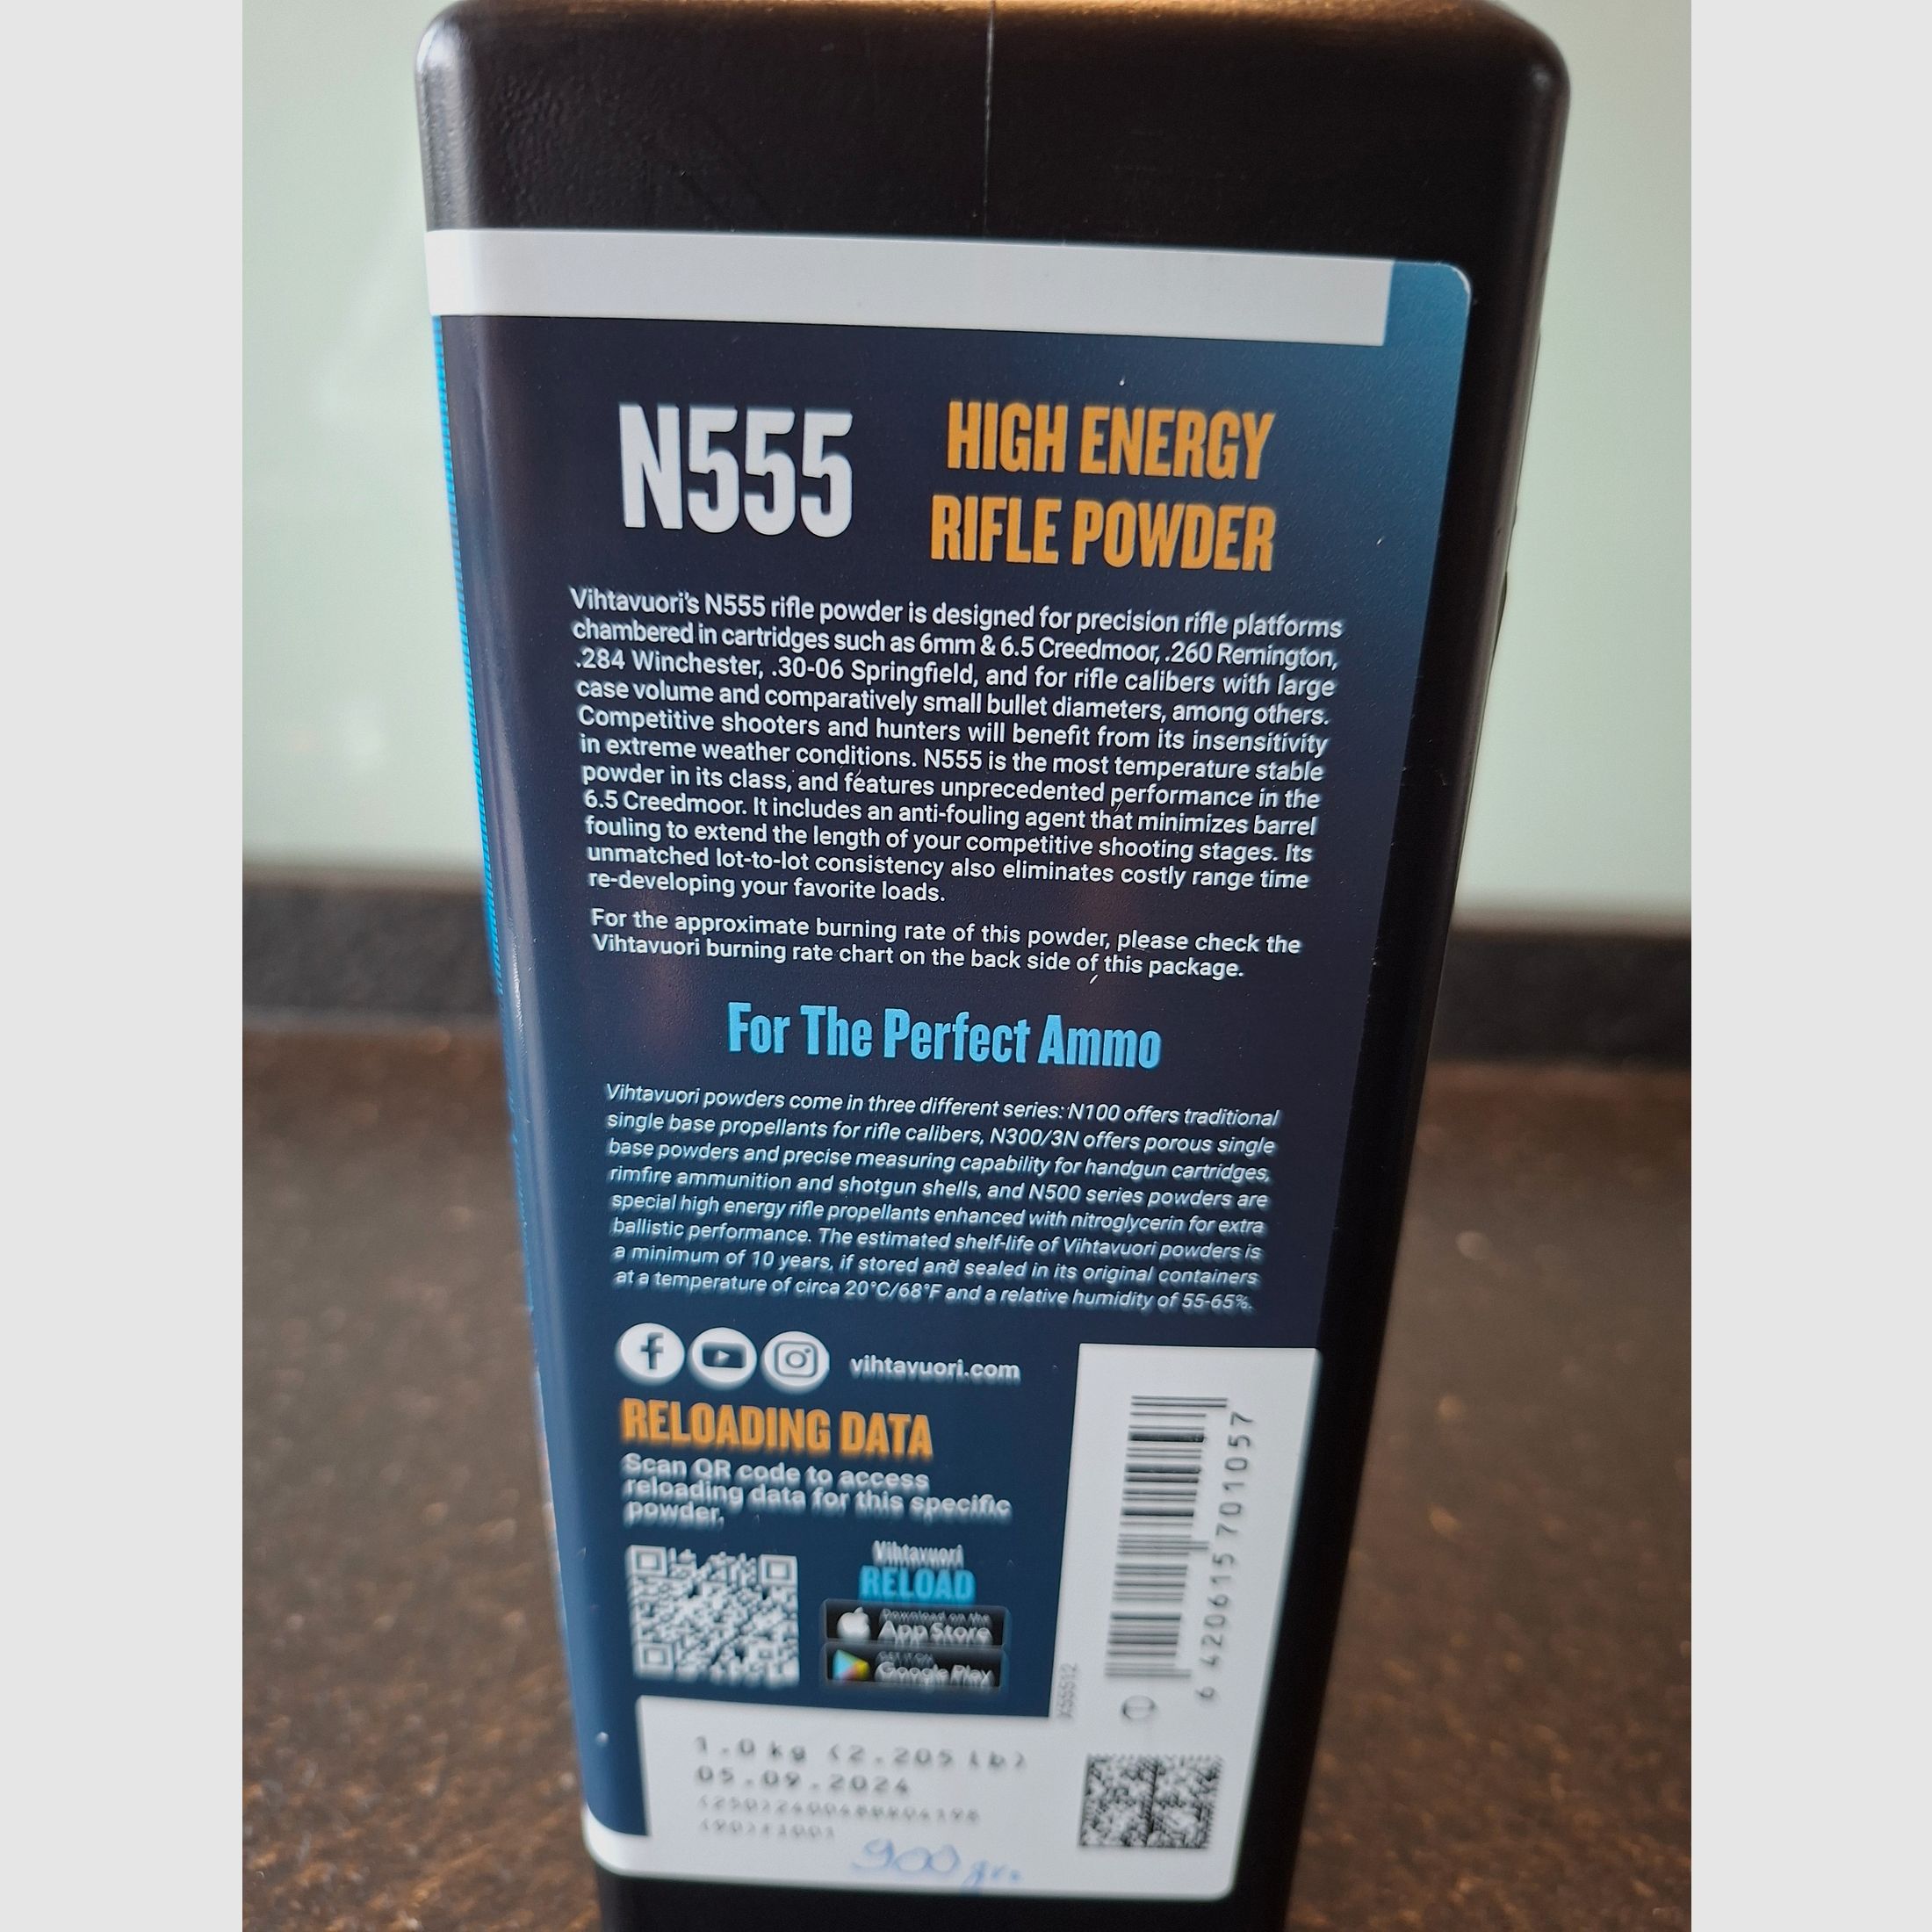 N555
HIGH ENERGY
RIFLE POWDER
Vihtavuori's N555 rifle powder is designed for precision rifle platforms
chambered in cartridges such as 6mm & 6.5 Creedmoor, .260 Remington,
.284 Winchester, .30-06 Springfield, and for rifle calibers with large
case volume and comparatively small bullet diameters, among others.
Competitive shooters and hunters will benefit from its insensitivity
in extreme weather conditions. N555 is the most temperature stable
powder in its class, and features unprecedented performance in the
6.5 Creedmoor. It includes an anti-fouling agent that minimizes barrel
fouling to extend the length of your competitive shooting stages. Its
unmatched lot-to-lot consistency also eliminates costly range time
re-developing your favorite loads.
For the approximate burning rate of this powder, please check the
Vihtavuori burning rate chart on the back side of this package.
For The Perfect Ammo
Vihtavuori powders come in three different series: N100 offers traditional
single base propellants for rifle calibers, N300/3N offers porous single
base powders and precise measuring capability for handgun cartridges,
rimfire ammunition and shotgun shells, and N500 series powders are
special high energy rifle propellants enhanced with nitroglycerin for extra
ballistic performance. The estimated shelf-life of Vihtavuori powders is
a minimum of 10 years, if stored and sealed in its original containers
at a temperature of circa 20°C/68°F and a relative humidity of 55-65%.
vihtavuori.com
RELOADING DATA
Scan QR code to access
reloading data for this specific
powder.
Vihtavuori
RELOAD
Download on the
App Store
GET IT ON
Google Play
6 420615 701057
1.0 kg (2.205 lb)
05.09.2024
900 gr.